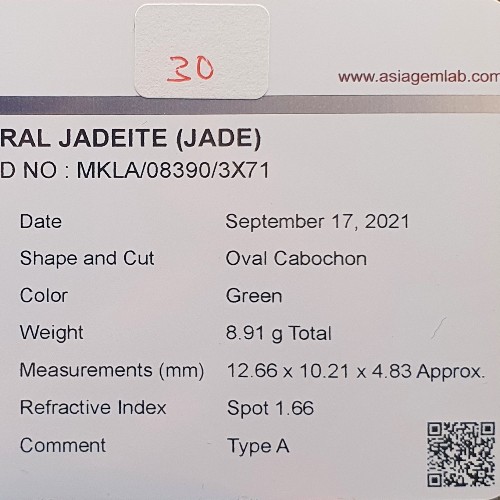 30
www.asiagemlab.com
RAL JADEITE (JADE)
D NO : MKLA/08390/3X71
Date September 17, 2021
Shape and Cut Oval Cabochon
Color Green
Weight 8.91 g Total
Measurements (mm) 12.66 x 10.21 x 4.83 Approx.
Refractive Index Spot 1.66
Comment Type A